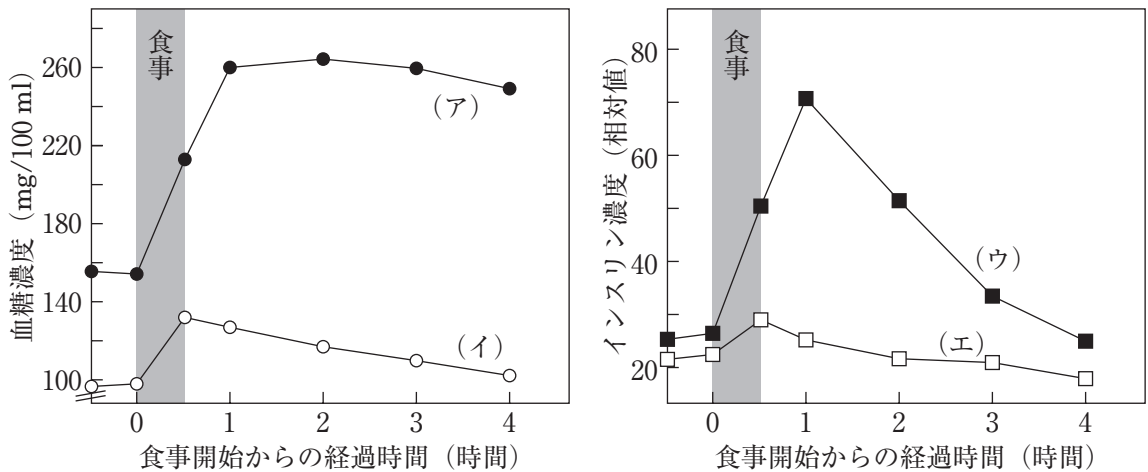 血糖濃度（mg/100 ml）
260
220
180
140
100
食事
（ア）
（イ）
0 1 2 3 4
食事開始からの経過時間（時間）
インスリン濃度（相対値）
80
60
40
20
食事
（ウ）
（エ）
0 1 2 3 4
食事開始からの経過時間（時間）